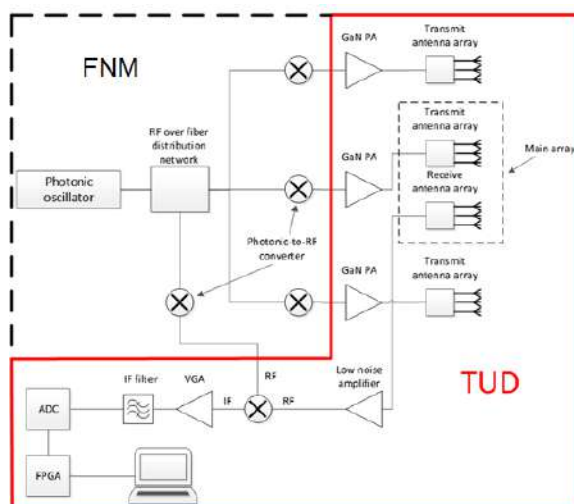 FNM
GaN PA
Transmit
antenna array
RF over fiber
distribution
network
Photonic
oscillator
GaN PA
Transmit
antenna array
Receive
antenna array
Main array
Photonic-to-RF
converter
GaN PA
Transmit
antenna array
TUD
IF filter
VGA
RF
Low noise
amplifier
ADC
IF
RF
FPGA